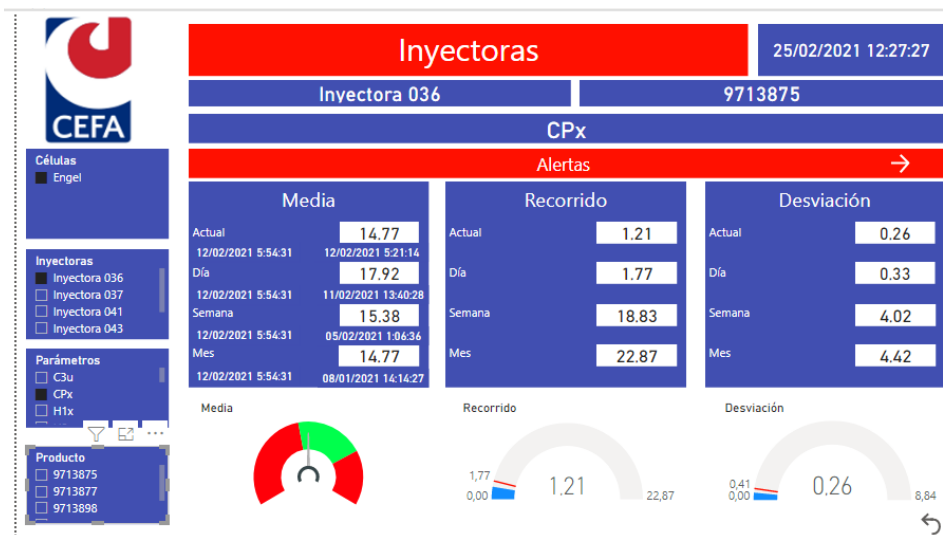 CEFA
Inyectoras
25/02/2021 12:27:27
Inyectora 036
9713875
CPx
Alertas
Células
Engel
Inyectoras
Inyectora 036
Inyectora 037
Inyectora 041
Inyectora 043
Parámetros
C3u
CPx
H1x
Producto
9713875
9713877
9713898
Media
Actual
14.77
12/02/2021 5:54:31
12/02/2021 5:21:14
Día
17.92
12/02/2021 5:54:31
11/02/2021 13:40:28
Semana
15.38
12/02/2021 5:54:31
05/02/2021 1:06:36
Mes
14.77
12/02/2021 5:54:31
08/01/2021 14:14:27
Recorrido
Actual
1.21
Día
1.77
Semana
18.83
Mes
22.87
Desviación
Actual
0.26
Día
0.33
Semana
4.02
Mes
4.42
Media
Recorrido
1,77
0,00
1.21
22,87
Desviación
0,41
0,00
0.26
8,84